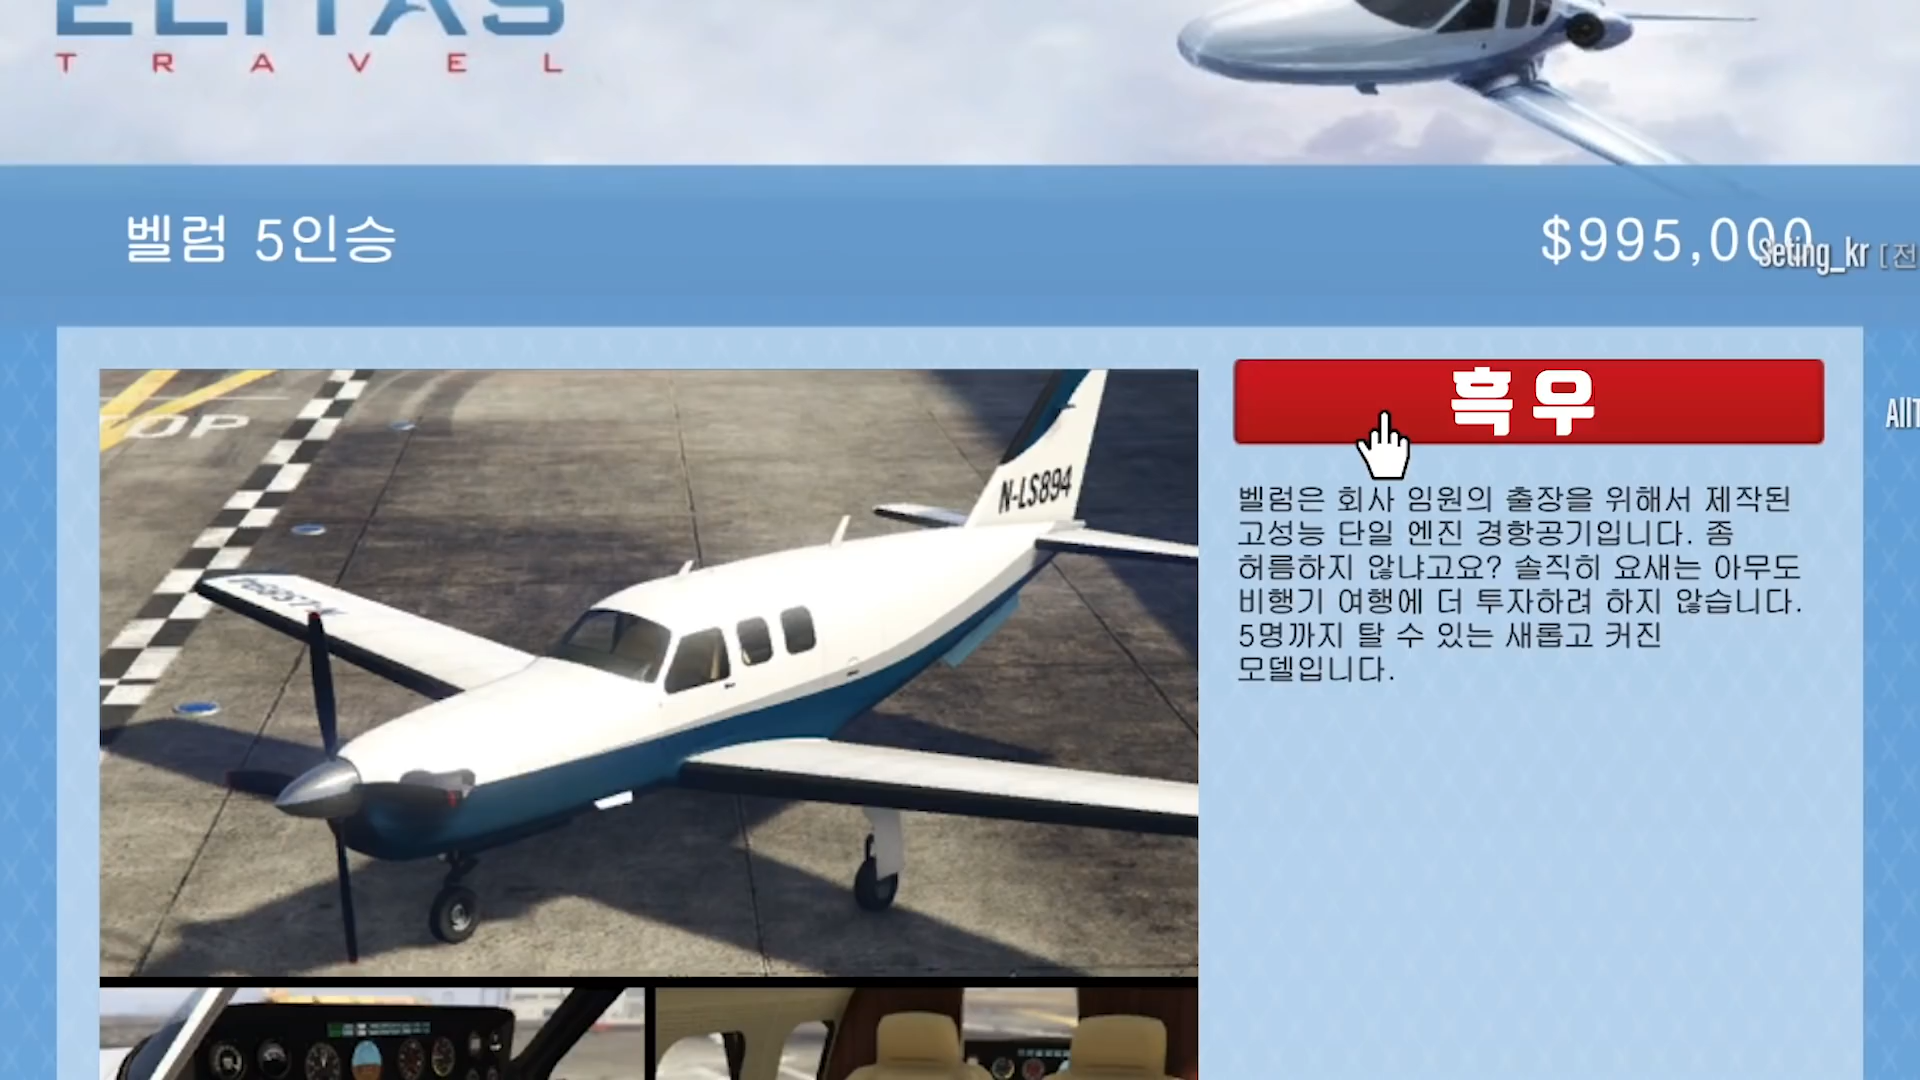 ELITAS
TRAVEL
벨럼 5인승
$995,000
Seting_kr [전
흑우
AllT
TOP
N-LS894
N-LS894
벨럼은 회사 임원의 출장을 위해서 제작된
고성능 단일 엔진 경항공기입니다. 좀
허름하지 않냐고요? 솔직히 요새는 아무도
비행기 여행에 더 투자하려 하지 않습니다.
5명까지 탈 수 있는 새롭고 커진
모델입니다.